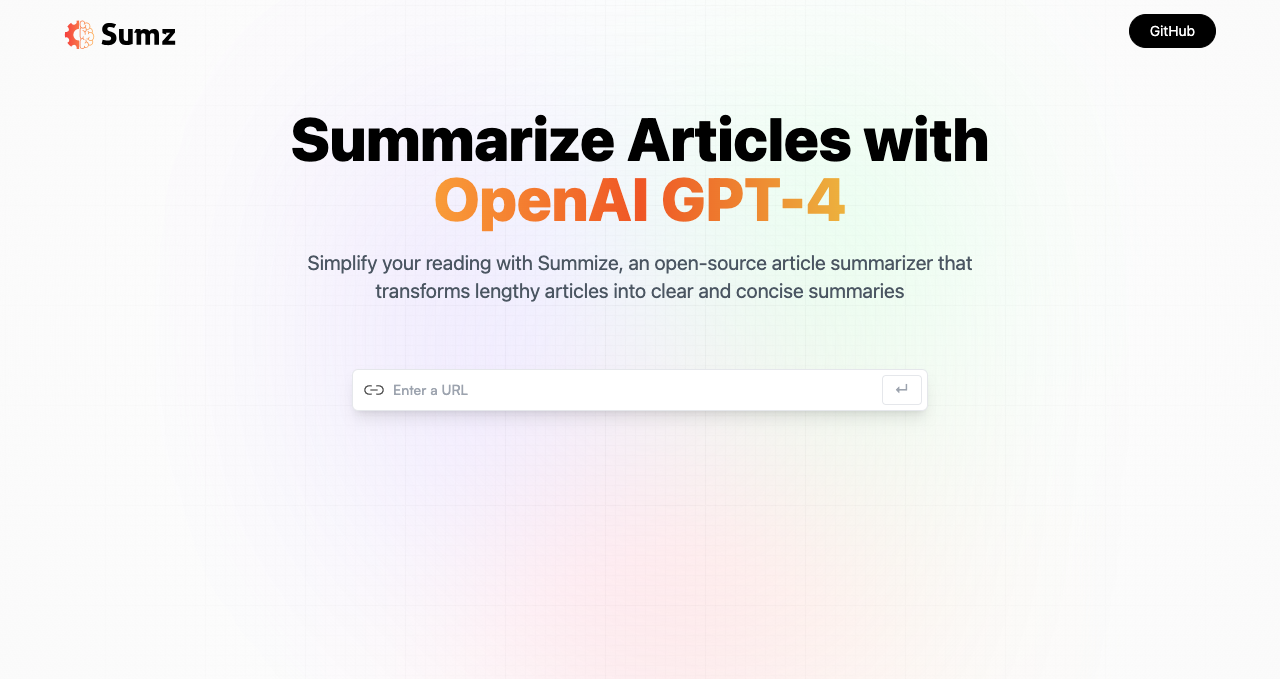 Sumz
GitHub
Summarize Articles with
OpenAI GPT-4
Simplify your reading with Summize, an open-source article summarizer that
transforms lengthy articles into clear and concise summaries
Enter a URL
↵